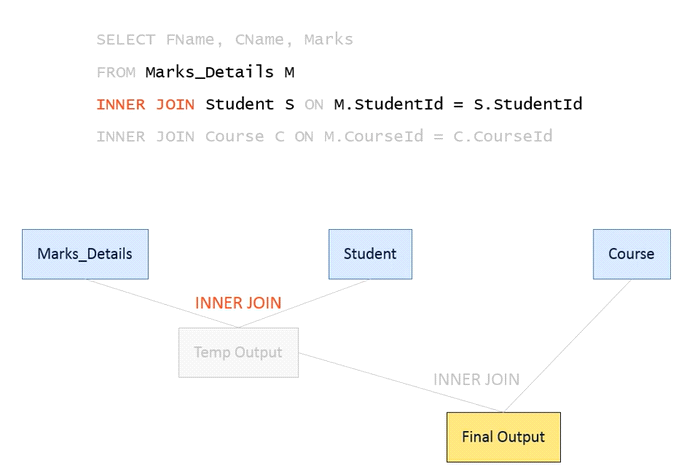 SELECT FName, CName, Marks
FROM Marks_Details M
INNER JOIN Student S ON M.StudentId = S.StudentId
INNER JOIN Course C ON M.CourseId = C.CourseId
Marks_Details
Student
Course
INNER JOIN
Temp Output
INNER JOIN
Final Output